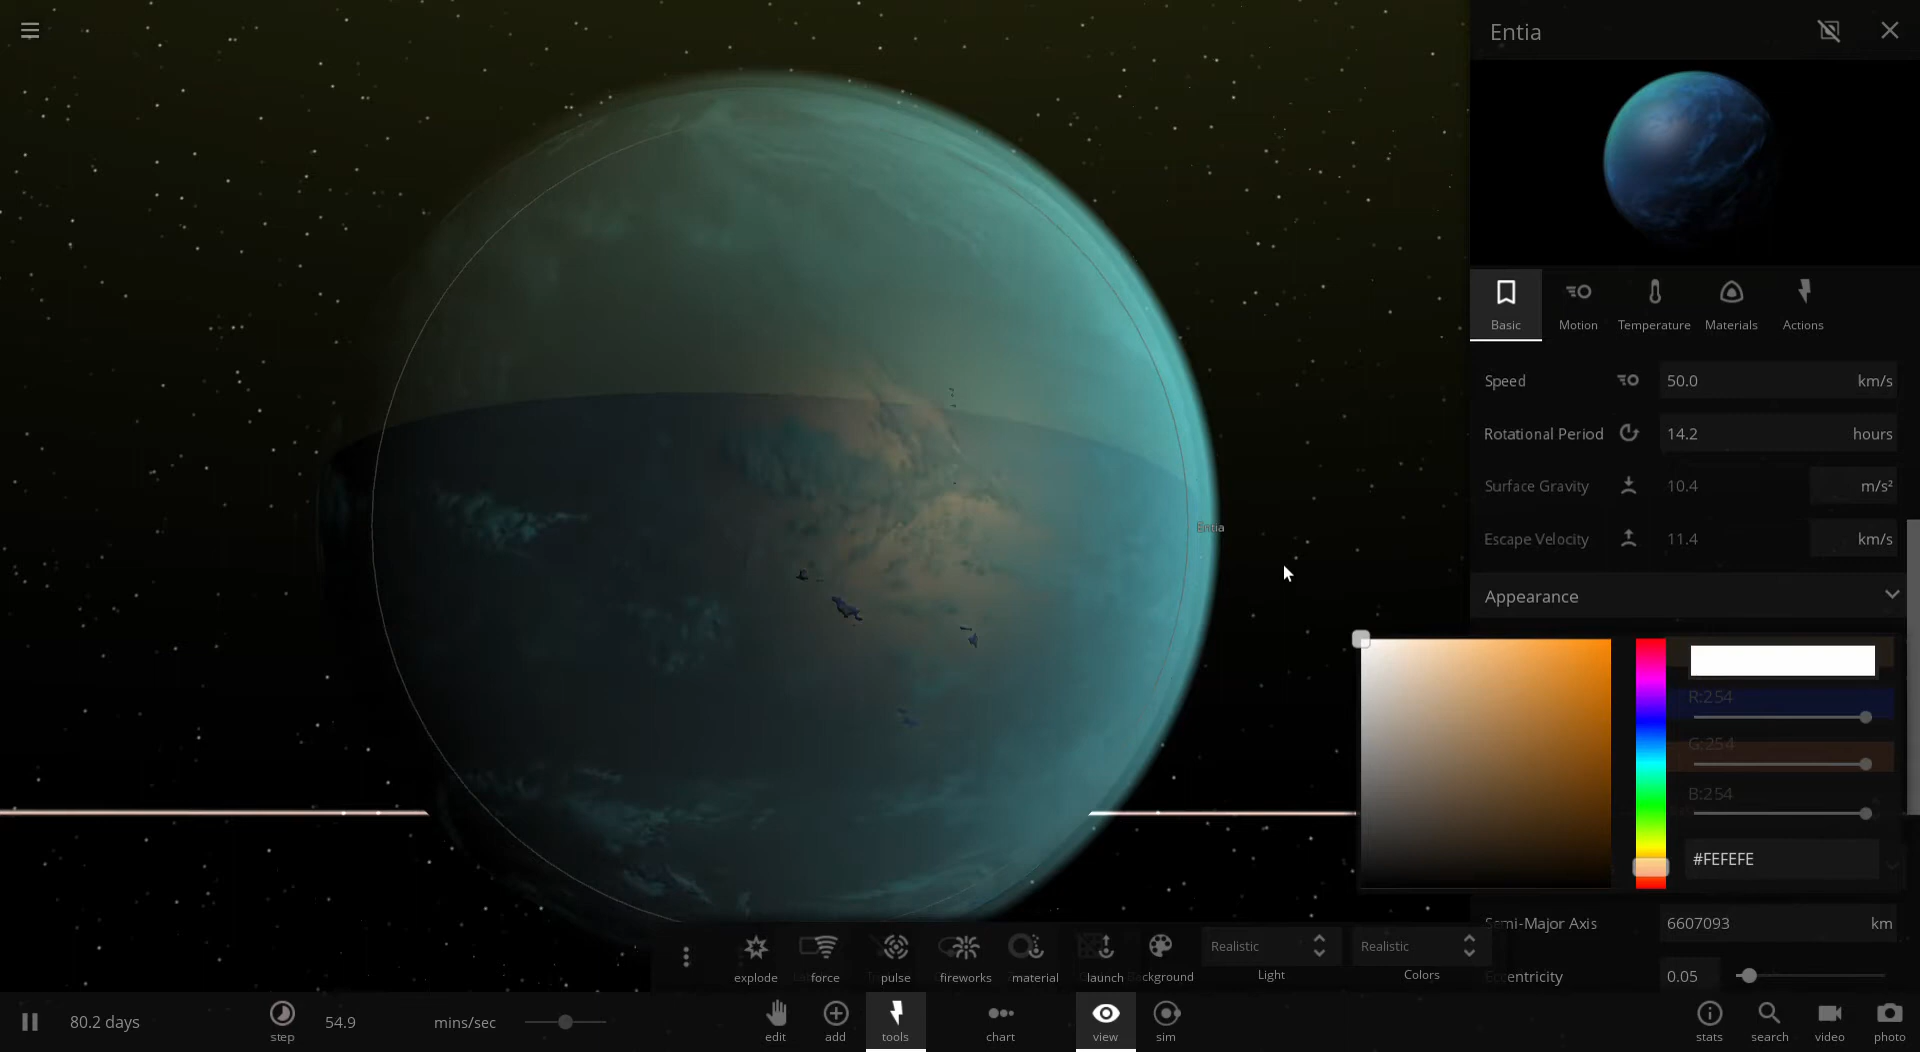 Entia
Basic
Motion
Temperature
Materials
Actions
Speed
50.0
km/s
Rotational Period
14.2
hours
Surface Gravity
10.4
m/s²
Entia
Escape Velocity
11.4
km/s
Appearance
R:254
G:254
B:254
#FEFEFE
Semi-Major Axis
6607093
km
Realistic
Realistic
explode
force
pulse
fireworks
material
launch
ckground
Light
Colors
Eccentricity
0.05
80.2 days
step
54.9
mins/sec
edit
add
tools
chart
view
sim
stats
search
video
photo